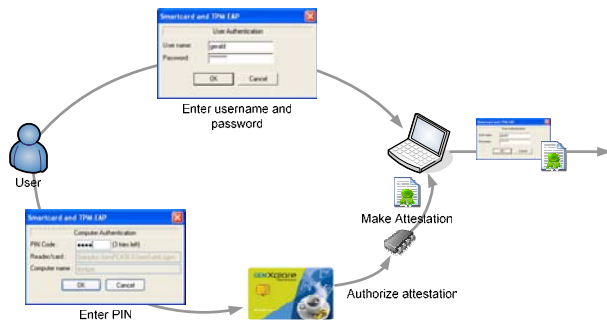 Smartcard and TPM-EAP
User Authentication
User name: gerald
Password: ********
OK Cancel
Enter username and
password
User
Make Attestation
Smartcard and TPM-EAP
Computer Authentication
PIN Code: (3 tries left)
Reader/card:
Computer name:
OK Cancel
Authorize attestation
Enter PIN